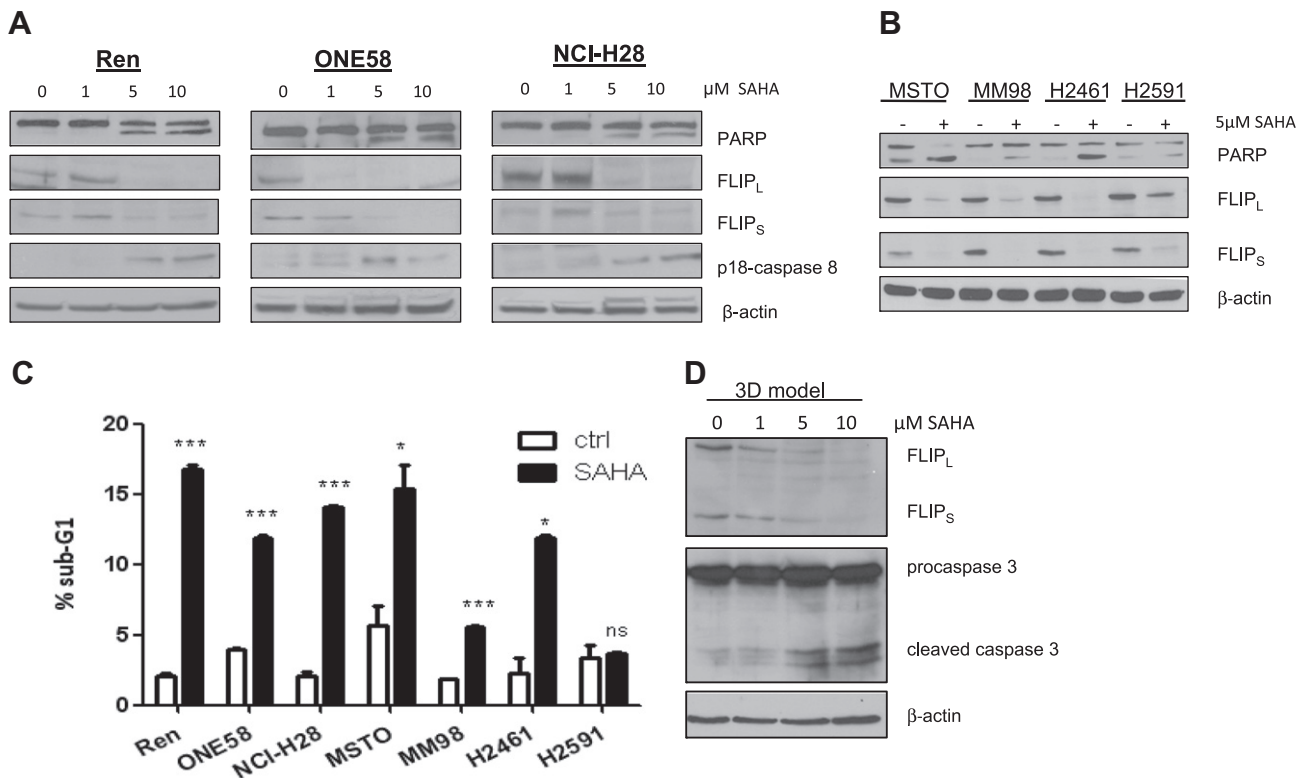 A
Ren
ONE58
NCI-H28
0 1 5 10
0 1 5 10
0 1 5 10
µM SAHA
PARP
FLIPL
FLIPS
p18-caspase 8
β-actin
B
MSTO MM98 H2461 H2591
- + - + - + - +
5µM SAHA
PARP
FLIPL
FLIPS
β-actin
C
% sub-G1
20
15
10
5
0
ctrl
SAHA
***
***
***
*
***
*
ns
Ren
ONE58
NCI-H28
MSTO
MM98
H2461
H2591
D
3D model
0 1 5 10
µM SAHA
FLIPL
FLIPS
procaspase 3
cleaved caspase 3
β-actin